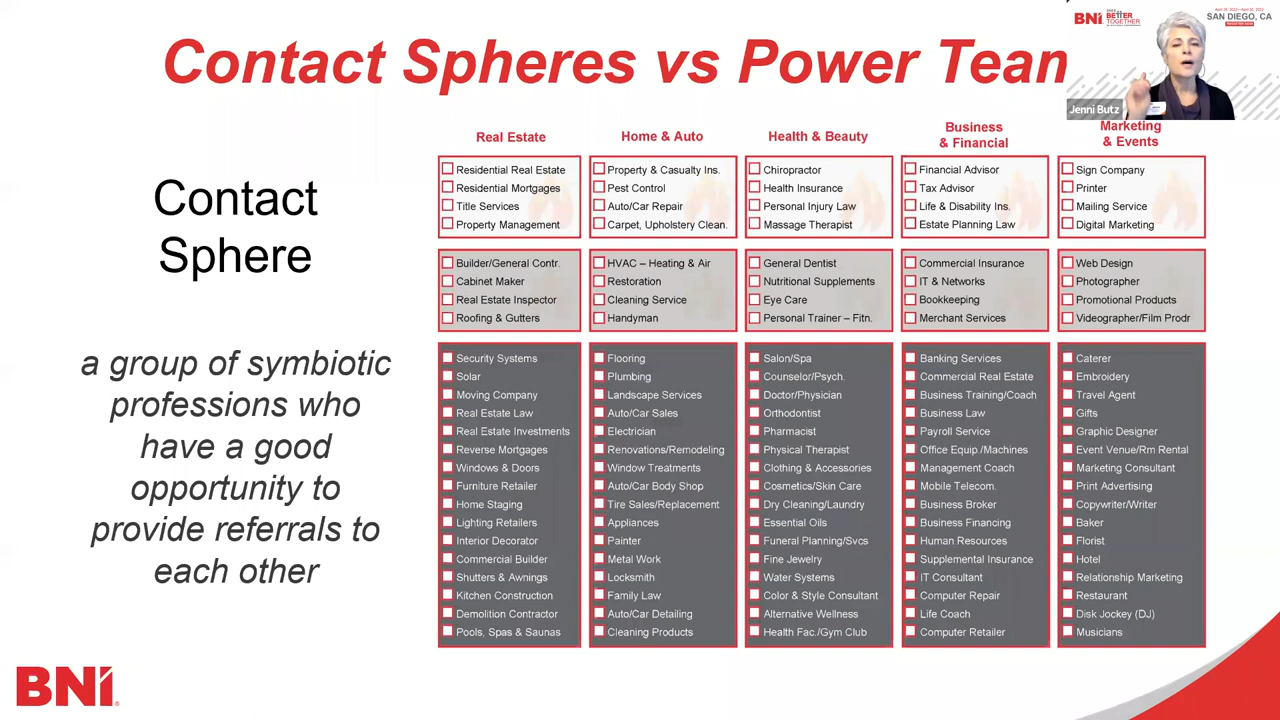 Contact Spheres vs Power Team
BNI
BETTER
TOGETHER
SAN DIEGO, CA
Jenni Butz
Contact
Sphere
a group of symbiotic
professions who
have a good
opportunity to
provide referrals to
each other
Real Estate
Residential Real Estate
Residential Mortgages
Title Services
Property Management
Builder/General Contr.
Cabinet Maker
Real Estate Inspector
Roofing & Gutters
Security Systems
Solar
Moving Company
Real Estate Law
Real Estate Investments
Reverse Mortgages
Windows & Doors
Furniture Retailer
Home Staging
Lighting Retailers
Interior Decorator
Commercial Builder
Shutters & Awnings
Kitchen Construction
Demolition Contractor
Pools, Spas & Saunas
Home & Auto
Property & Casualty Ins.
Pest Control
Auto/Car Repair
Carpet, Upholstery Clean.
HVAC – Heating & Air
Restoration
Cleaning Service
Handyman
Flooring
Plumbing
Landscape Services
Auto/Car Sales
Electrician
Renovations/Remodeling
Window Treatments
Auto/Car Body Shop
Tire Sales/Replacement
Appliances
Painter
Metal Work
Locksmith
Family Law
Auto/Car Detailing
Cleaning Products
Health & Beauty
Chiropractor
Health Insurance
Personal Injury Law
Massage Therapist
General Dentist
Nutritional Supplements
Eye Care
Personal Trainer – Fitn.
Salon/Spa
Counselor/Psych.
Doctor/Physician
Orthodontist
Pharmacist
Physical Therapist
Clothing & Accessories
Cosmetics/Skin Care
Dry Cleaning/Laundry
Essential Oils
Funeral Planning/Svcs
Fine Jewelry
Water Systems
Color & Style Consultant
Alternative Wellness
Health Fac./Gym Club
Business
& Financial
Financial Advisor
Tax Advisor
Life & Disability Ins.
Estate Planning Law
Commercial Insurance
IT & Networks
Bookkeeping
Merchant Services
Banking Services
Commercial Real Estate
Business Training/Coach
Business Law
Payroll Service
Office Equip./Machines
Management Coach
Mobile Telecom.
Business Broker
Business Financing
Human Resources
Supplemental Insurance
IT Consultant
Computer Repair
Life Coach
Computer Retailer
Marketing
& Events
Sign Company
Printer
Mailing Service
Digital Marketing
Web Design
Photographer
Promotional Products
Videographer/Film Prodr
Caterer
Embroidery
Travel Agent
Gifts
Graphic Designer
Event Venue/Rm Rental
Marketing Consultant
Print Advertising
Copywriter/Writer
Baker
Florist
Hotel
Relationship Marketing
Restaurant
Disk Jockey (DJ)
Musicians
BNI